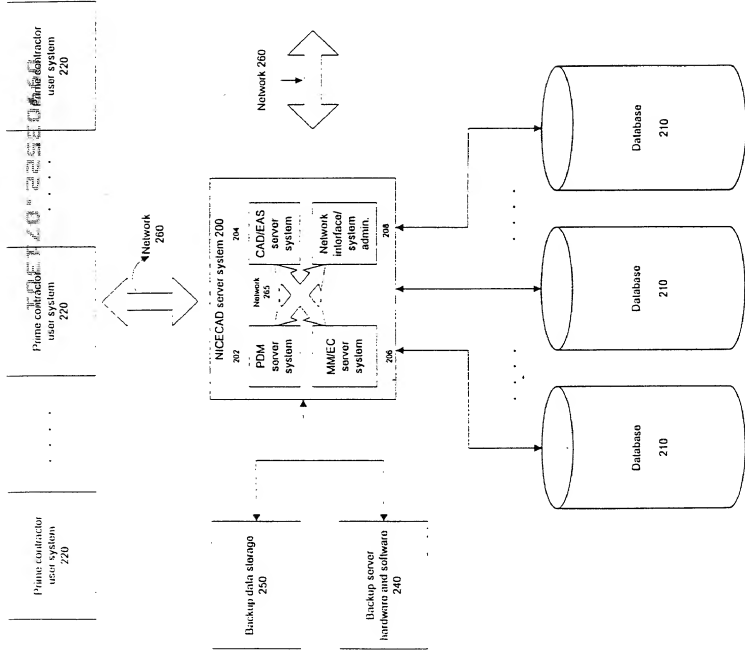 Prime contractor
user system
220
Prime contractor
user system
220
Prime contractor
user system
220
Network
260
Network 260
NICECAD server system 200
202
PDM
server
system
204
CAD/EAS
server
system
Network
265
MM/EC
server
system
206
Network
interface/
system
admin.
208
Backup data storage
250
Backup server
hardware and software
240
Database
210
Database
210
Database
210